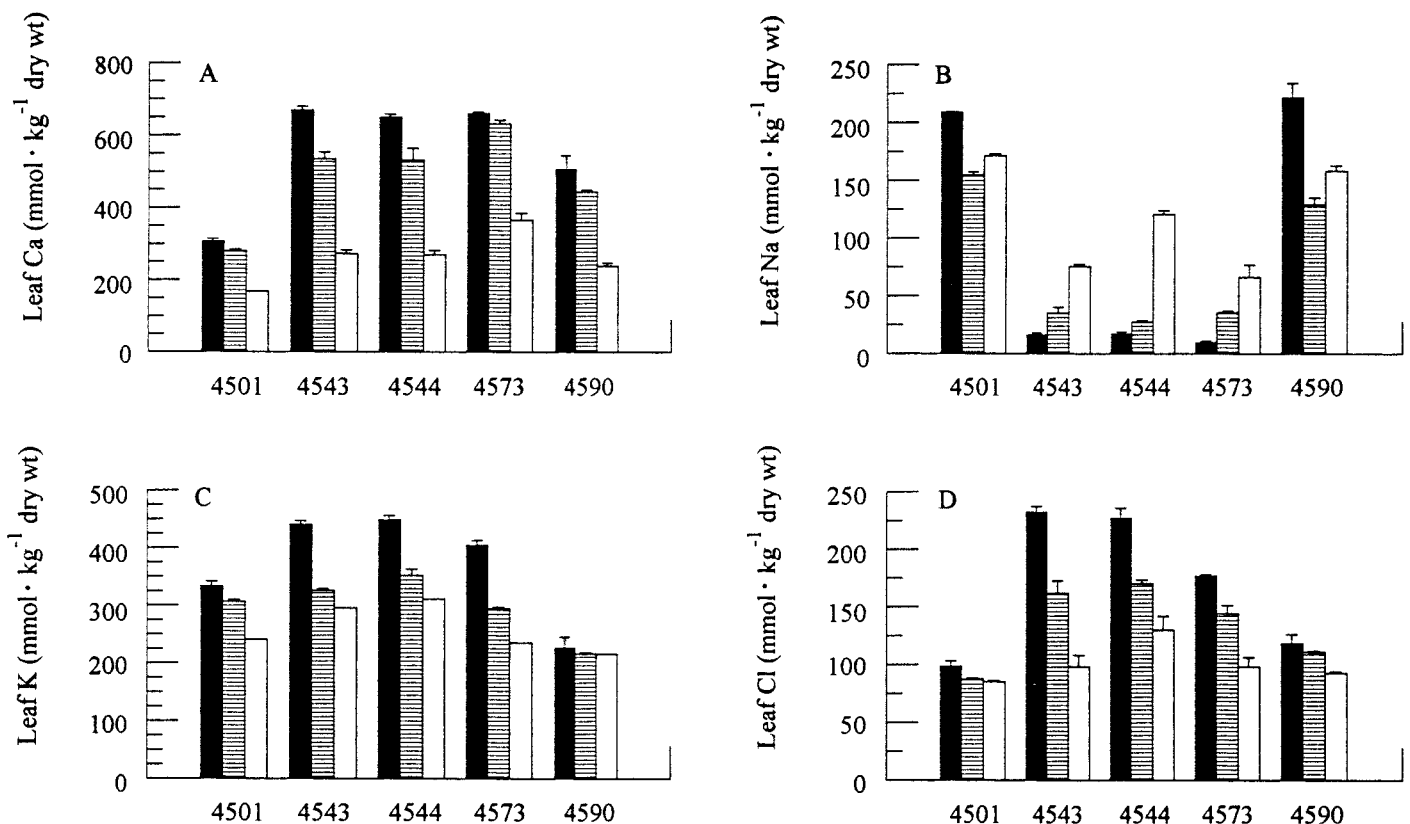 Leaf Ca (mmol · kg⁻¹ dry wt)
A
800
600
400
200
0
4501 4543 4544 4573 4590
Leaf Na (mmol · kg⁻¹ dry wt)
B
250
200
150
100
50
0
4501 4543 4544 4573 4590
Leaf K (mmol · kg⁻¹ dry wt)
C
500
400
300
200
100
0
4501 4543 4544 4573 4590
Leaf Cl (mmol · kg⁻¹ dry wt)
D
250
200
150
100
50
0
4501 4543 4544 4573 4590